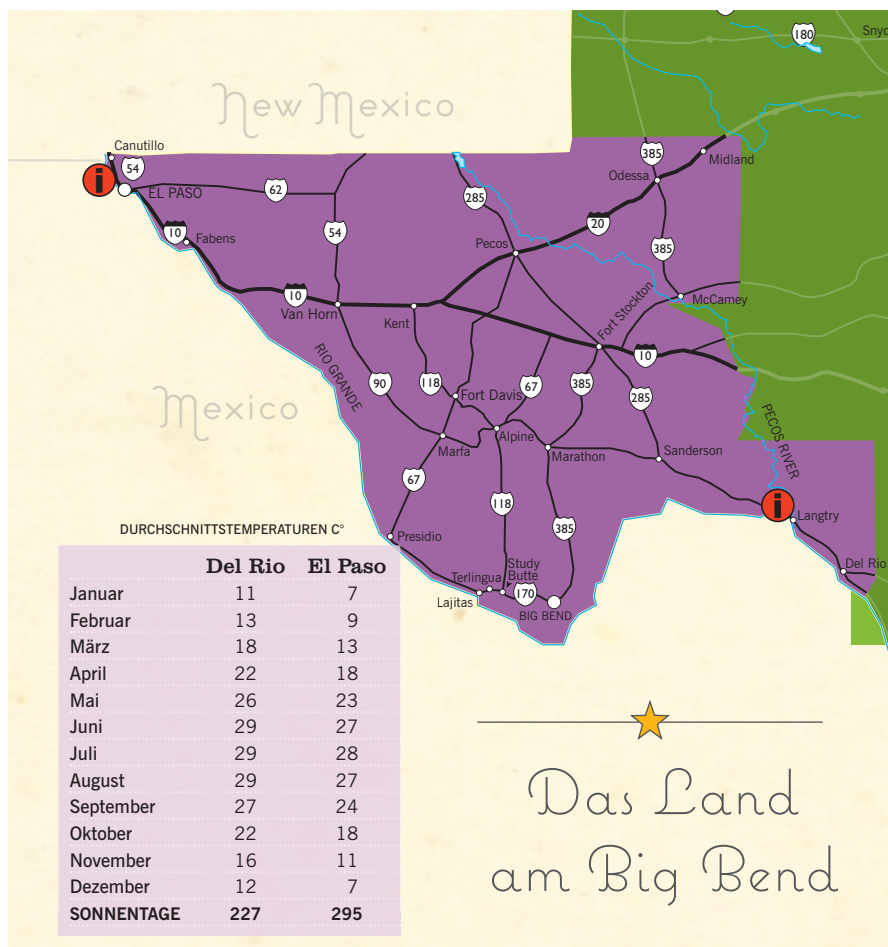 180
Snyd
New Mexico
Canutillo
54
EL PASO
62
385
Midland
Odessa
285
10
Fabens
54
20
Pecos
385
10
Van Horn
Kent
McCamey
Fort Stockton
10
RIO GRANDE
90
118
67
385
285
Fort Davis
Mexico
PECOS RIVER
Marfa
Alpine
Marathon
Sanderson
67
118
385
Langtry
Presidio
Del Rio
Study
Butte
Terlingua
170
Lajitas
BIG BEND
DURCHSCHNITTSTEMPERATUREN C°
Del Rio El Paso
Januar 11 7
Februar 13 9
März 18 13
April 22 18
Mai 26 23
Juni 29 27
Juli 29 28
August 29 27
September 27 24
Oktober 22 18
November 16 11
Dezember 12 7
SONNENTAGE 227 295
Das Land
am Big Bend